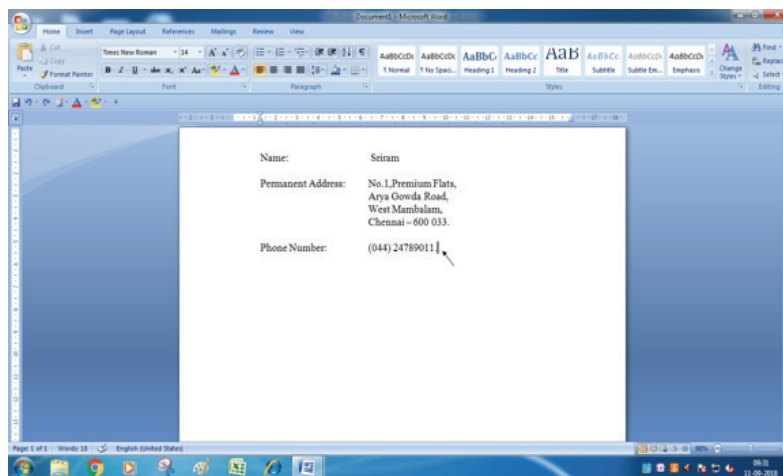 Document1 - Microsoft Word
Home Insert Page Layout References Mailings Review View
Cut
Copy
Paste
Format Painter
Clipboard
Times New Roman 14
Font
Paragraph
AaBbCcDc AaBbCcDc AaBbC AaBbCc AaB AaBbCc. AaBbCcDc AaBbCcDc
¶ Normal ¶ No Spaci... Heading 1 Heading 2 Title Subtitle Subtle Em... Emphasis
Change Styles
Styles
Find
Replac
Select
Editing
Name: Sriram
Permanent Address: No.1,Premium Flats,
Arya Gowda Road,
West Mambalam,
Chennai – 600 033.
Phone Number: (044) 24789011.
Page: 1 of 1 Words: 18 English (United States)
90%
09:35
11-09-2018